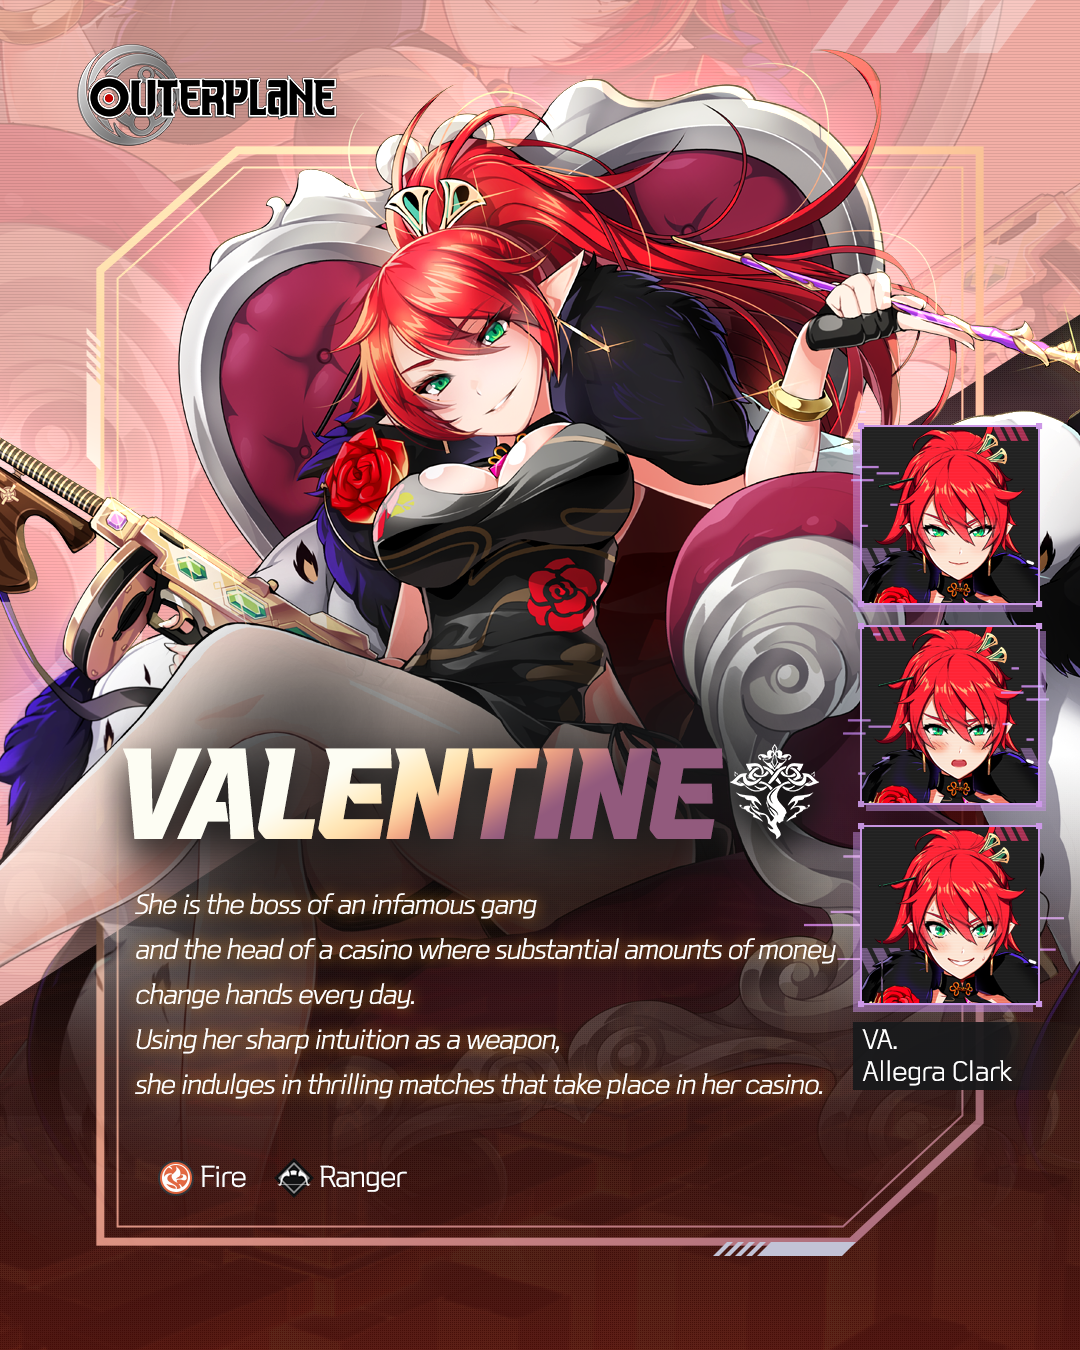 OUTERPLANE
VALENTINE
She is the boss of an infamous gang
and the head of a casino where substantial amounts of money
change hands every day.
Using her sharp intuition as a weapon,
she indulges in thrilling matches that take place in her casino.
VA.
Allegra Clark
Fire
Ranger